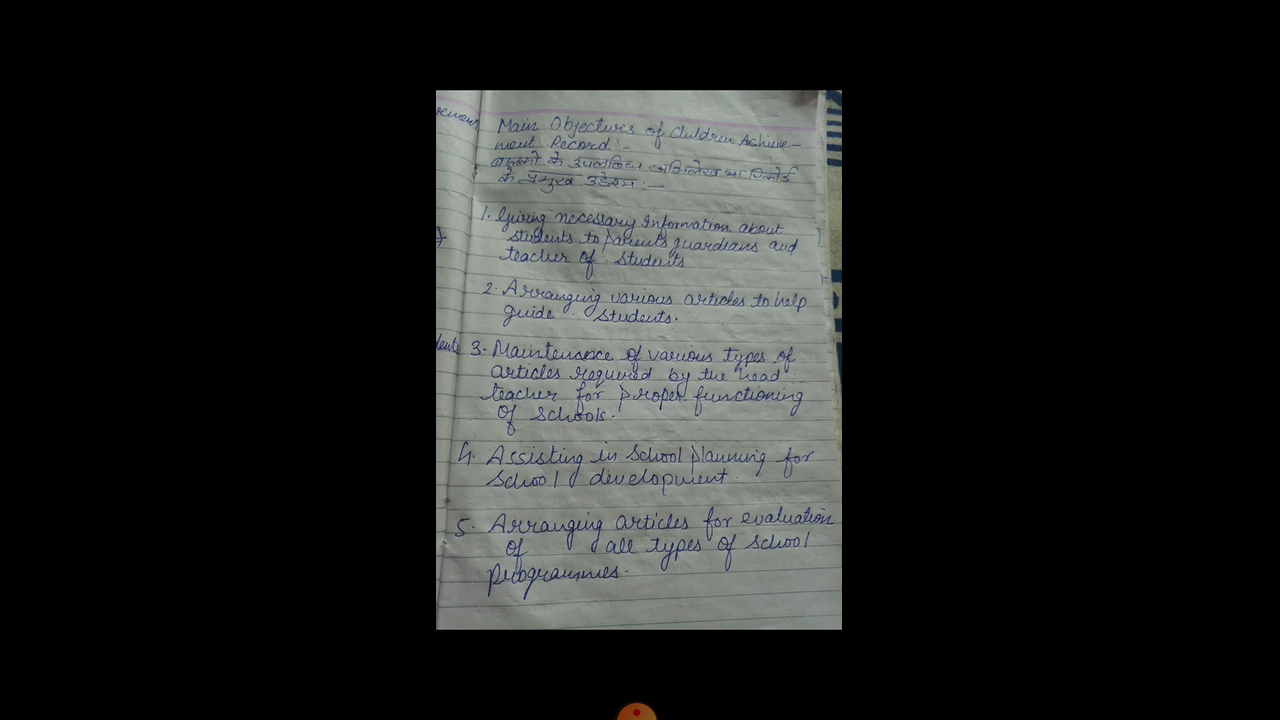 Main Objectives of Children Achieve-
ment Record :-
बालकों के उपलब्धि अभिलेख या रिकॉर्ड
के प्रमुख उद्देश्य :-
1. Giving necessary Information about
students to parents guardians and
teacher of students
2. Arranging various articles to help
guide students.
dents
3. Maintenance of various types of
articles required by the head
teacher for proper functioning
of schools.
4. Assisting in school planning for
school development.
5. Arranging articles for evaluation
of all types of school
programmes.